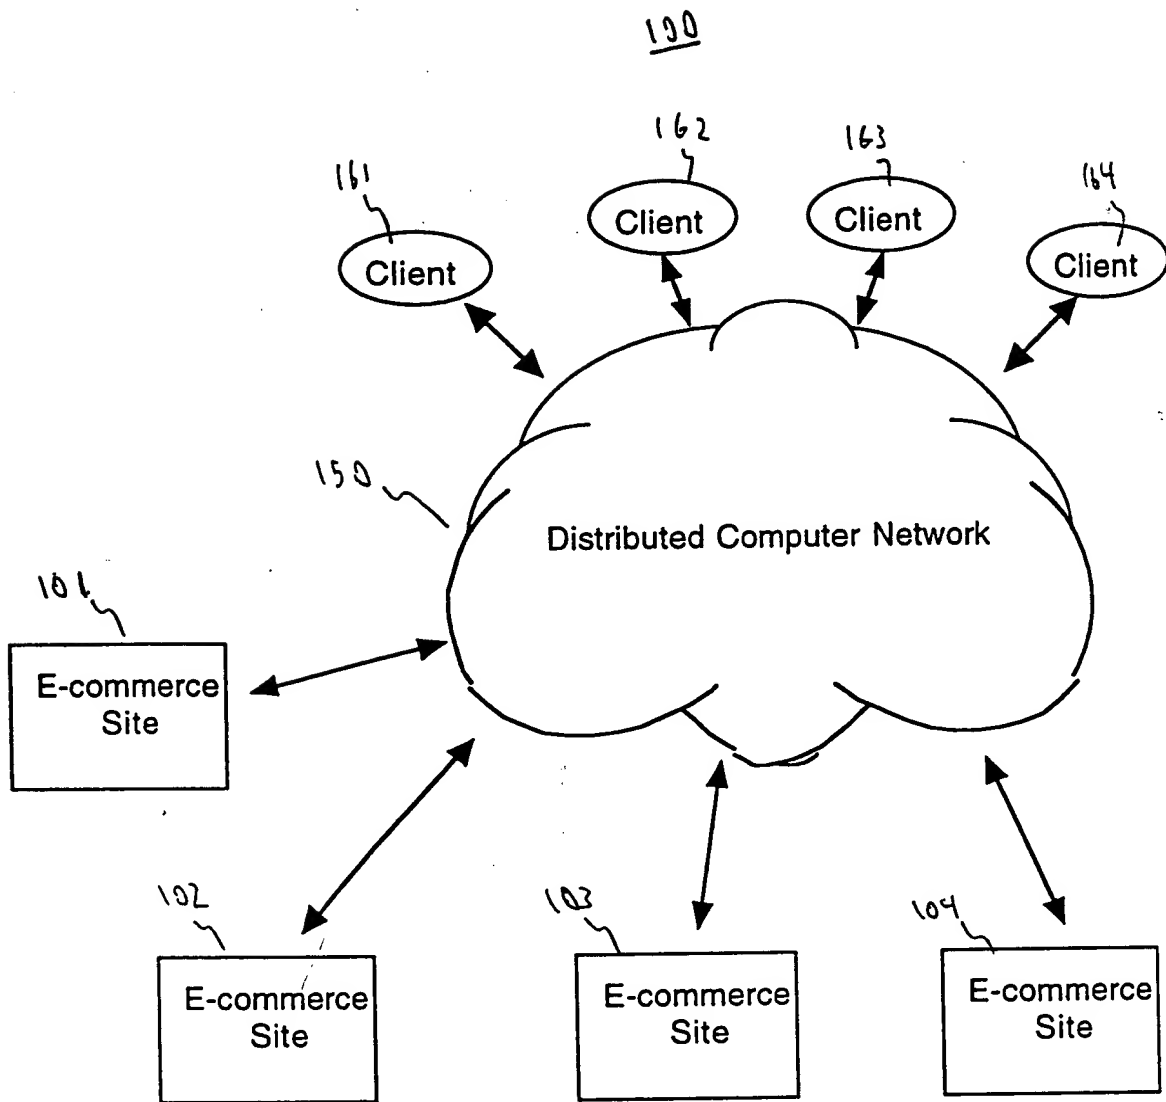 100
161
162
163
164
Client
Client
Client
Client
150
Distributed Computer Network
E-commerce
Site
102
E-commerce
Site
103
E-commerce
Site
104
E-commerce
Site